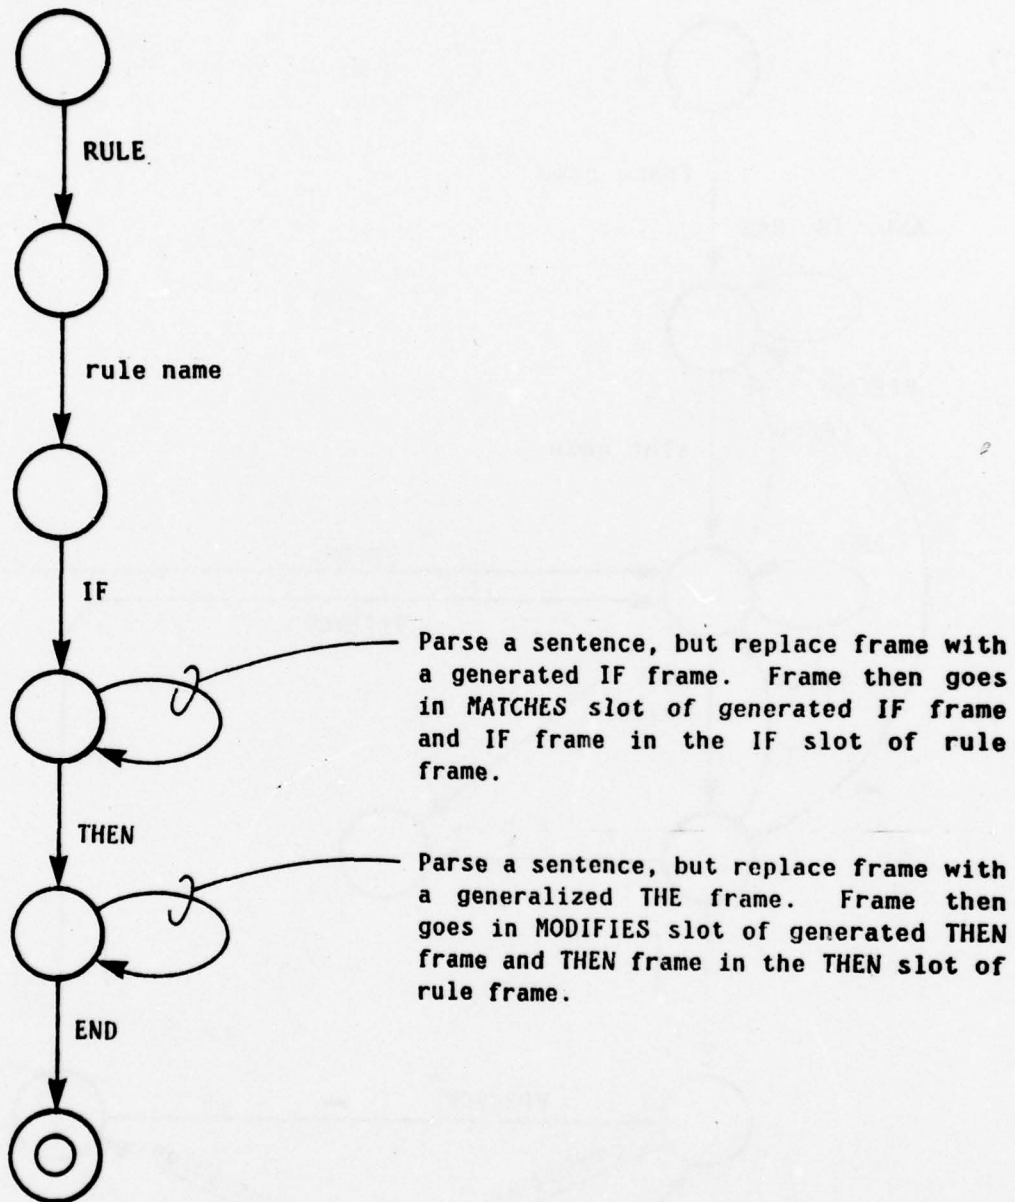 RULE
rule name
IF
Parse a sentence, but replace frame with
a generated IF frame. Frame then goes
in MATCHES slot of generated IF frame
and IF frame in the IF slot of rule
frame.
THEN
Parse a sentence, but replace frame with
a generalized THE frame. Frame then
goes in MODIFIES slot of generated THEN
frame and THEN frame in the THEN slot of
rule frame.
END